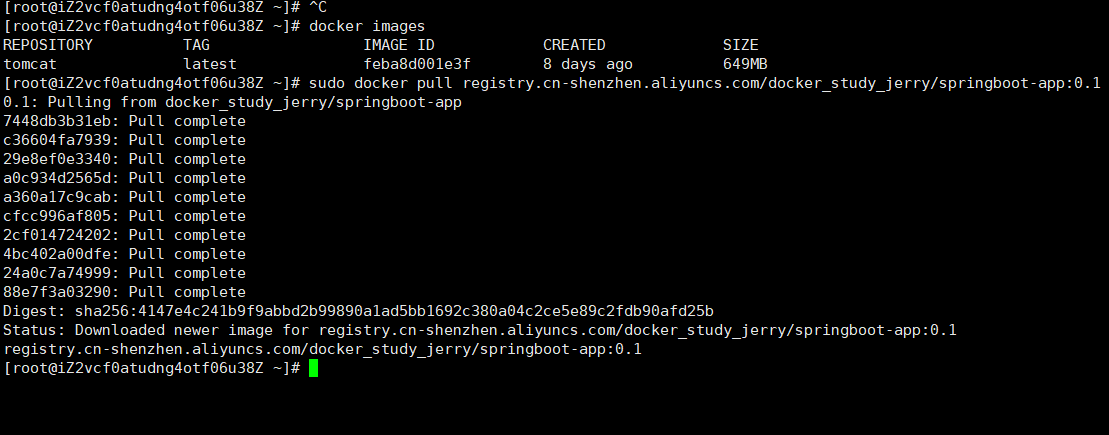 [root@iZ2vcf0atudng4otf06u38Z ~]# ^C
[root@iZ2vcf0atudng4otf06u38Z ~]# docker images
REPOSITORY TAG IMAGE ID CREATED SIZE
tomcat latest feba8d001e3f 8 days ago 649MB
[root@iZ2vcf0atudng4otf06u38Z ~]# sudo docker pull registry.cn-shenzhen.aliyuncs.com/docker_study_jerry/springboot-app:0.1
0.1: Pulling from docker_study_jerry/springboot-app
7448db3b31eb: Pull complete
c36604fa7939: Pull complete
29e8ef0e3340: Pull complete
a0c934d2565d: Pull complete
a360a17c9cab: Pull complete
cfcc996af805: Pull complete
2cf014724202: Pull complete
4bc402a00dfe: Pull complete
24a0c7a74999: Pull complete
88e7f3a03290: Pull complete
Digest: sha256:4147e4c241b9f9abbd2b99890a1ad5bb1692c380a04c2ce5e89c2fdb90afd25b
Status: Downloaded newer image for registry.cn-shenzhen.aliyuncs.com/docker_study_jerry/springboot-app:0.1
registry.cn-shenzhen.aliyuncs.com/docker_study_jerry/springboot-app:0.1
[root@iZ2vcf0atudng4otf06u38Z ~]#